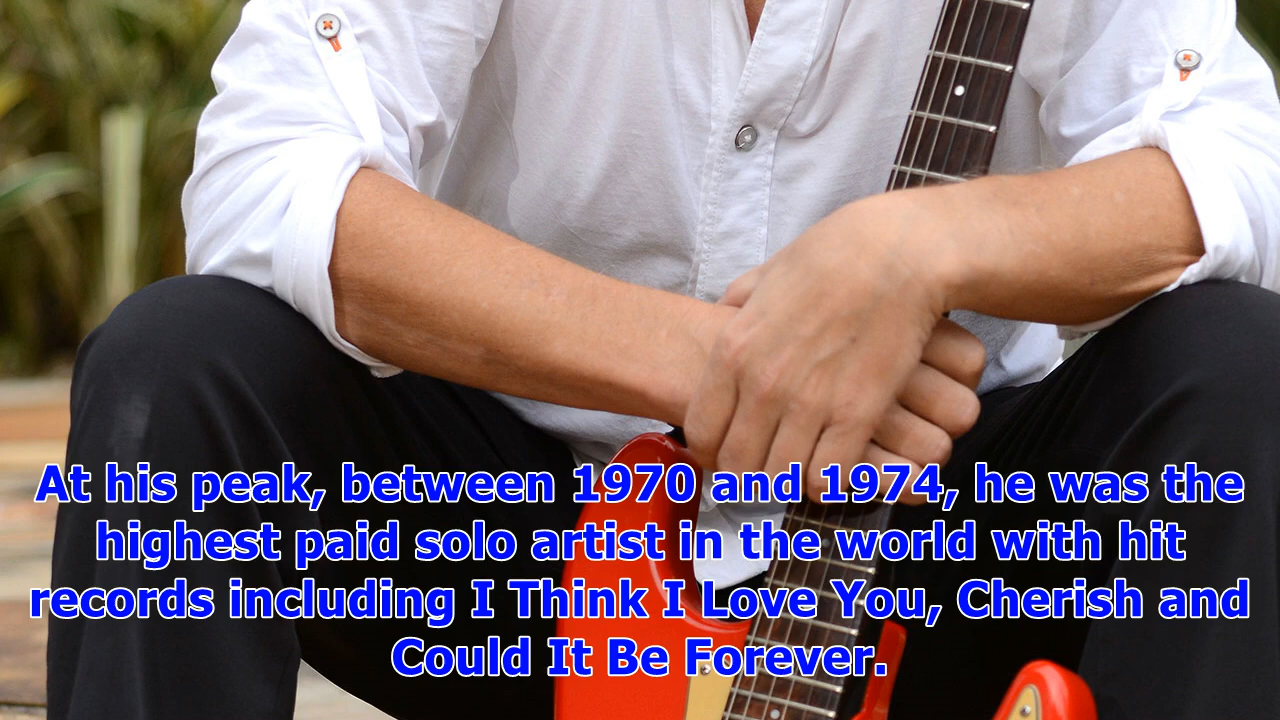 At his peak, between 1970 and 1974, he was the
highest paid solo artist in the world with hit
records including I Think I Love You, Cherish and
Could It Be Forever.